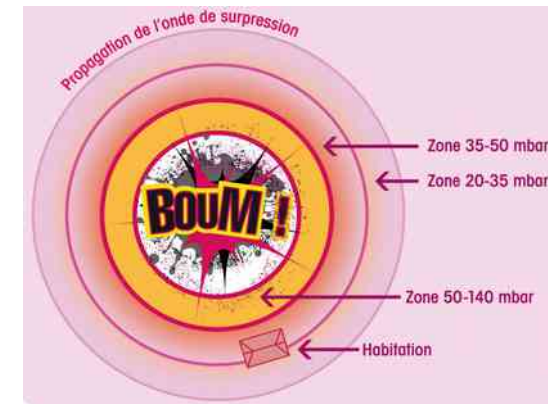 Propagation de l'onde de surpression
BOUM !
Zone 35-50 mbar
Zone 20-35 mbar
Zone 50-140 mbar
Habitation